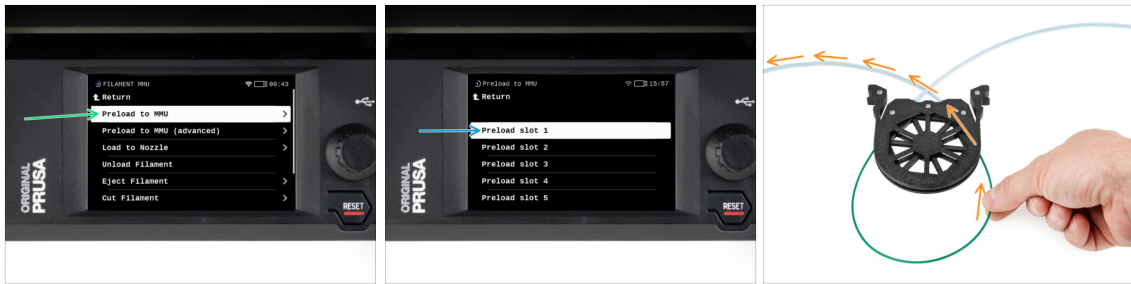 FILAMENT MMU
09:43
Return
Preload to MMU
Preload to MMU (advanced)
Load to Nozzle
Unload Filament
Eject Filament
Cut Filament
ORIGINAL
PRUSA
RESET
Preload to MMU
15:57
Return
Preload slot 1
Preload slot 2
Preload slot 3
Preload slot 4
Preload slot 5
ORIGINAL
PRUSA
RESET